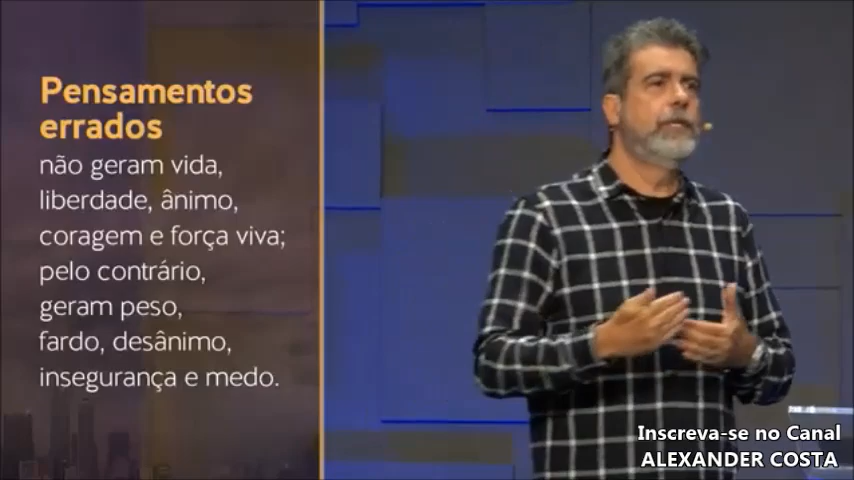 Pensamentos
errados
não geram vida,
liberdade, ânimo,
coragem e força viva;
pelo contrário,
geram peso,
fardo, desânimo,
insegurança e medo.
Inscreva-se no Canal
ALEXANDER COSTA